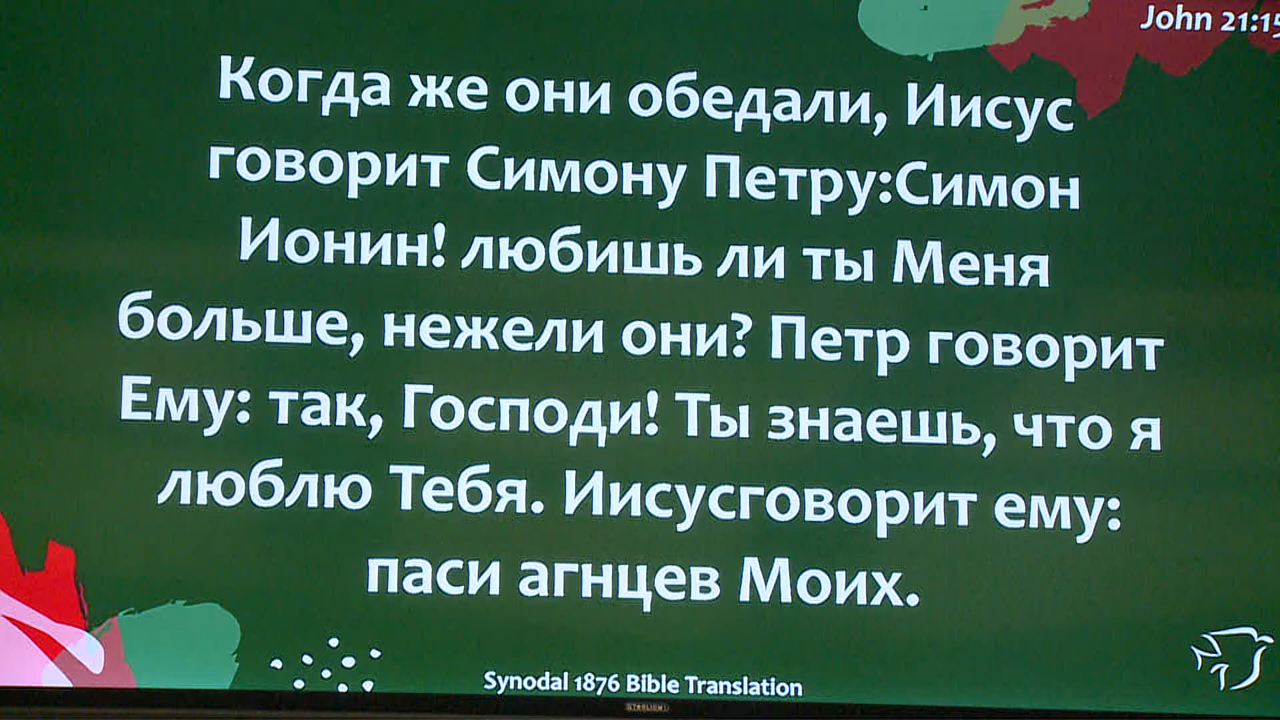 John 21:15
Когда же они обедали, Иисус
говорит Симону Петру:Симон
Ионин! любишь ли ты Меня
больше, нежели они? Петр говорит
Ему: так, Господи! Ты знаешь, что я
люблю Тебя. Иисусговорит ему:
паси агнцев Моих.
Synodal 1876 Bible Translation
STARLIGHT